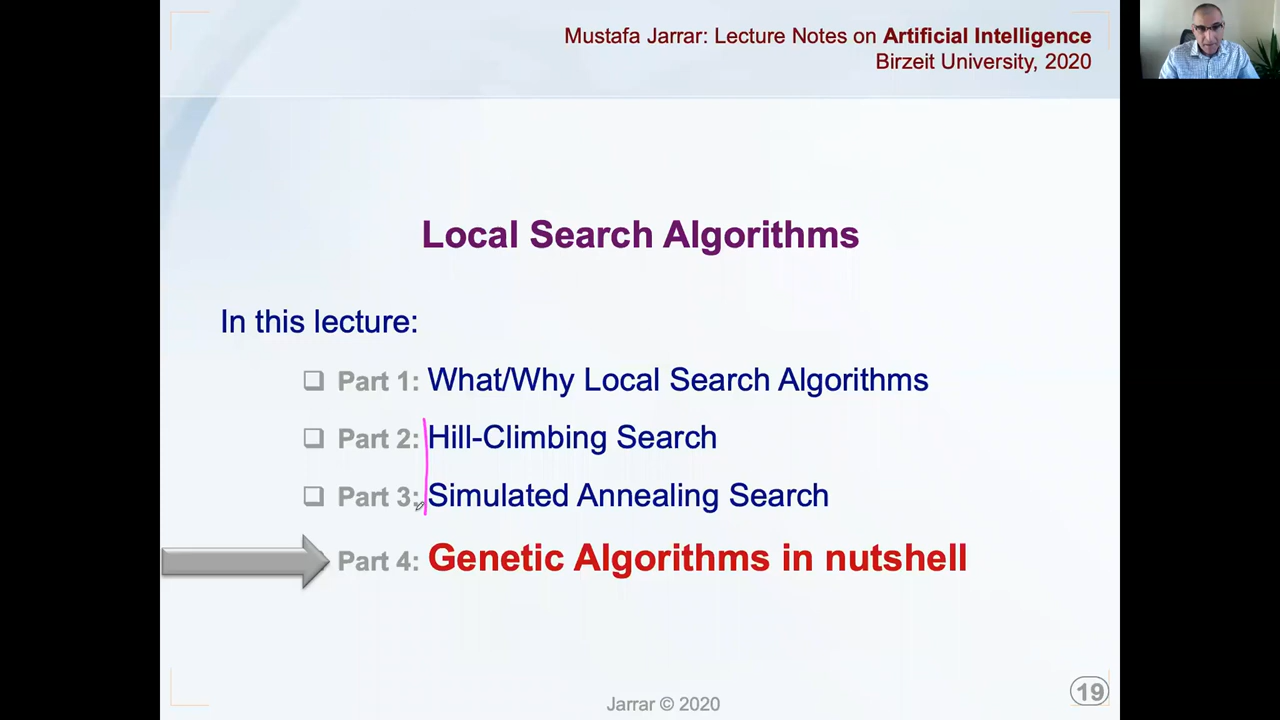 Mustafa Jarrar: Lecture Notes on Artificial Intelligence
Birzeit University, 2020
Local Search Algorithms
In this lecture:
Part 1: What/Why Local Search Algorithms
Part 2: Hill-Climbing Search
Part 3: Simulated Annealing Search
Part 4: Genetic Algorithms in nutshell
Jarrar © 2020
19